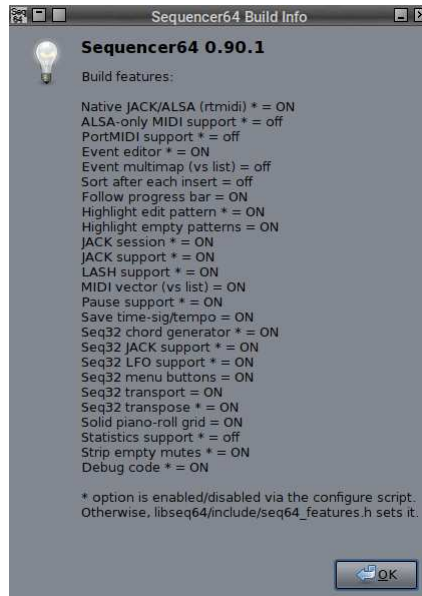 Seq
64
Sequencer64 Build Info
Sequencer64 0.90.1
Build features:
Native JACK/ALSA (rtmidi) * = ON
ALSA-only MIDI support * = off
PortMIDI support * = off
Event editor * = ON
Event multimap (vs list) = off
Sort after each insert = off
Follow progress bar = ON
Highlight edit pattern * = ON
Highlight empty patterns = ON
JACK session * = ON
JACK support * = ON
LASH support * = ON
MIDI vector (vs list) = ON
Pause support * = ON
Save time-sig/tempo = ON
Seq32 chord generator * = ON
Seq32 JACK support * = ON
Seq32 LFO support * = ON
Seq32 menu buttons = ON
Seq32 transport = ON
Seq32 transpose * = ON
Solid piano-roll grid = ON
Statistics support * = off
Strip empty mutes * = ON
Debug code * = ON
* option is enabled/disabled via the configure script.
Otherwise, libseq64/include/seq64_features.h sets it.
OK